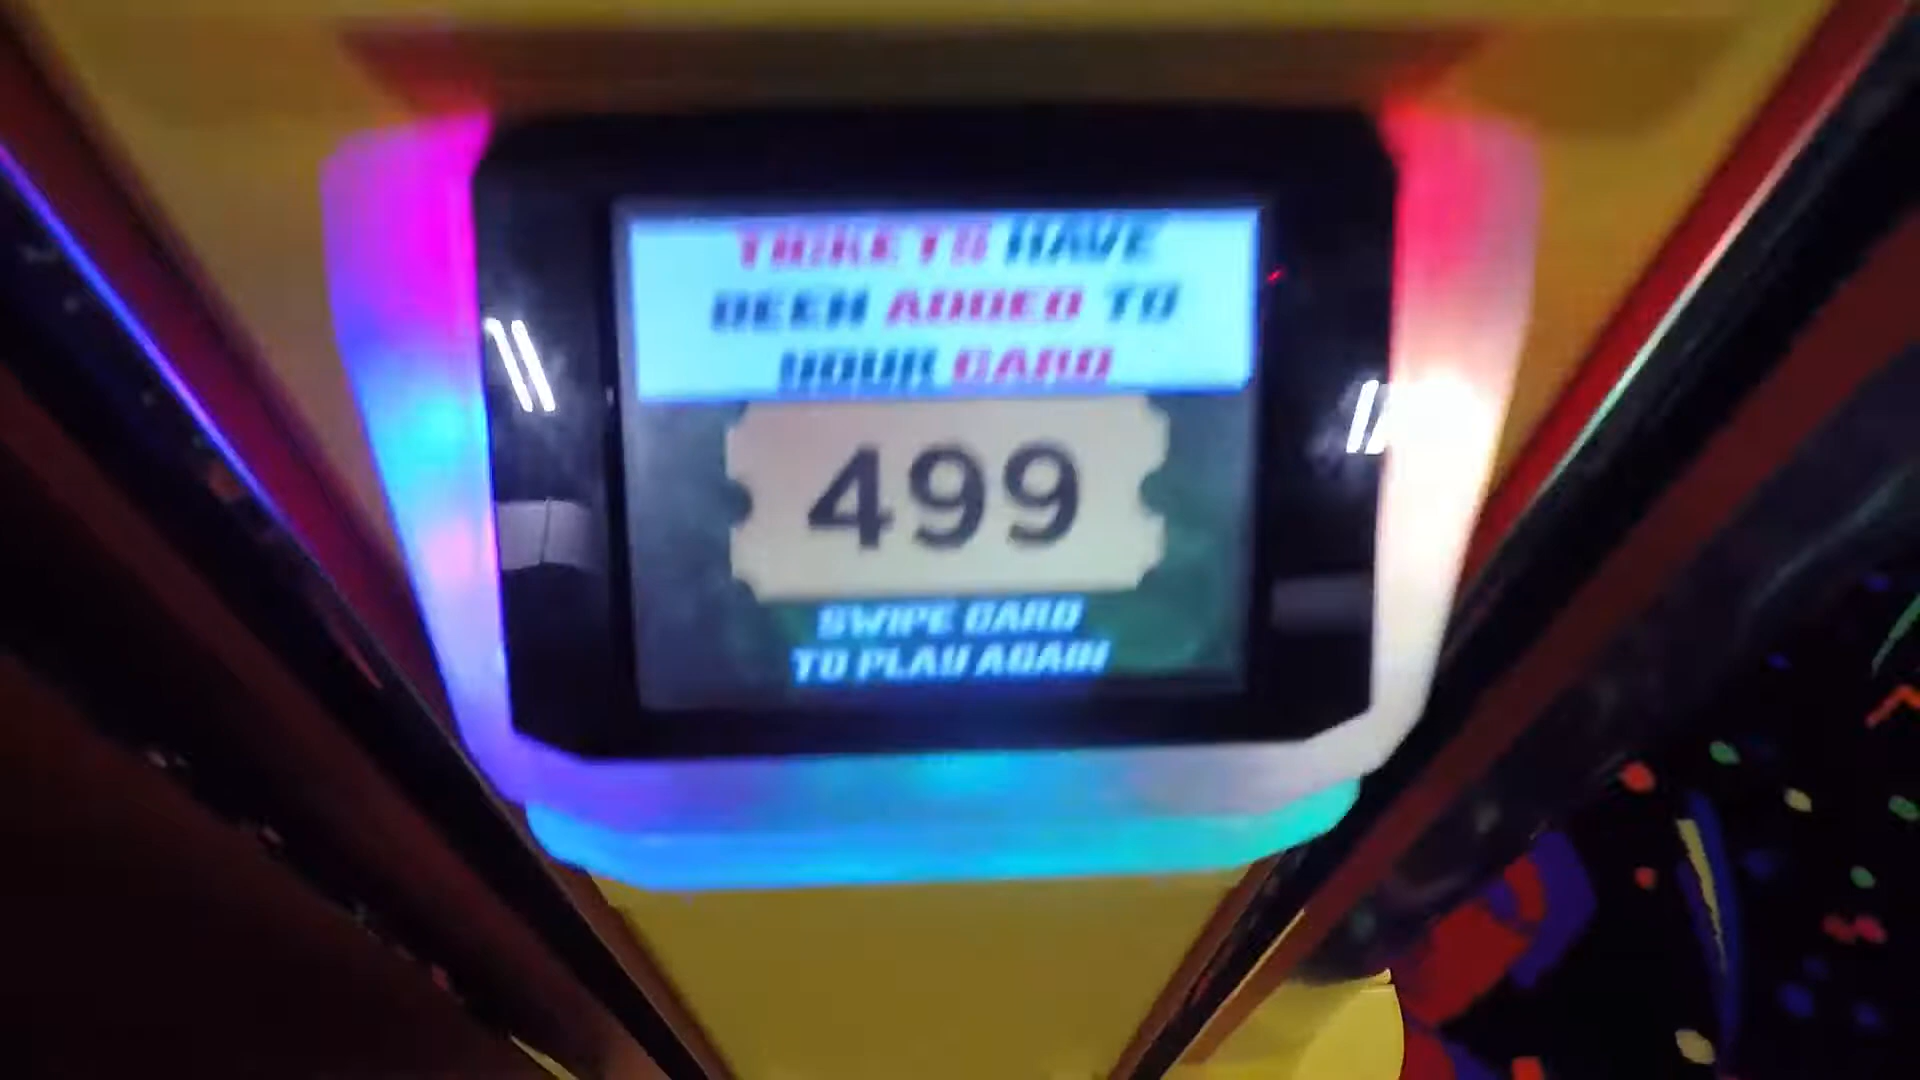 TICKETS HAVE
BEEN ADDED TO
YOUR CARD
499
SWIPE CARD
TO PLAY AGAIN